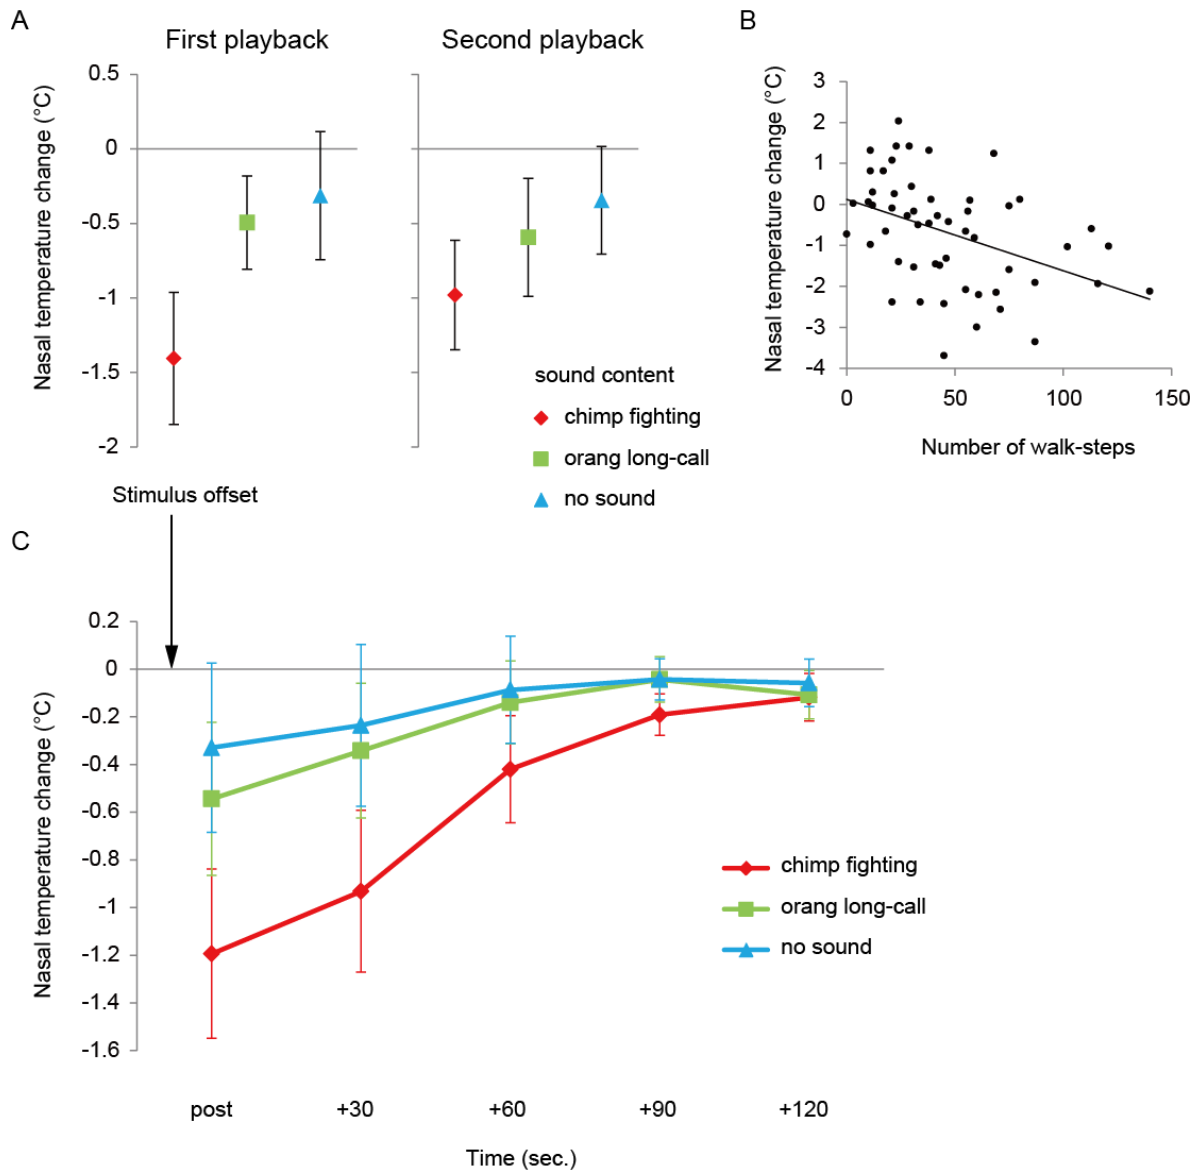 A
First playback
Second playback
Nasal temperature change (°C)
0.5
0
-0.5
-1
-1.5
-2
sound content
chimp fighting
orang long-call
no sound
B
Nasal temperature change (°C)
3
2
1
0
-1
-2
-3
-4
0
50
100
150
Number of walk-steps
Stimulus offset
C
Nasal temperature change (°C)
0.2
0
-0.2
-0.4
-0.6
-0.8
-1
-1.2
-1.4
-1.6
chimp fighting
orang long-call
no sound
post
+30
+60
+90
+120
Time (sec.)